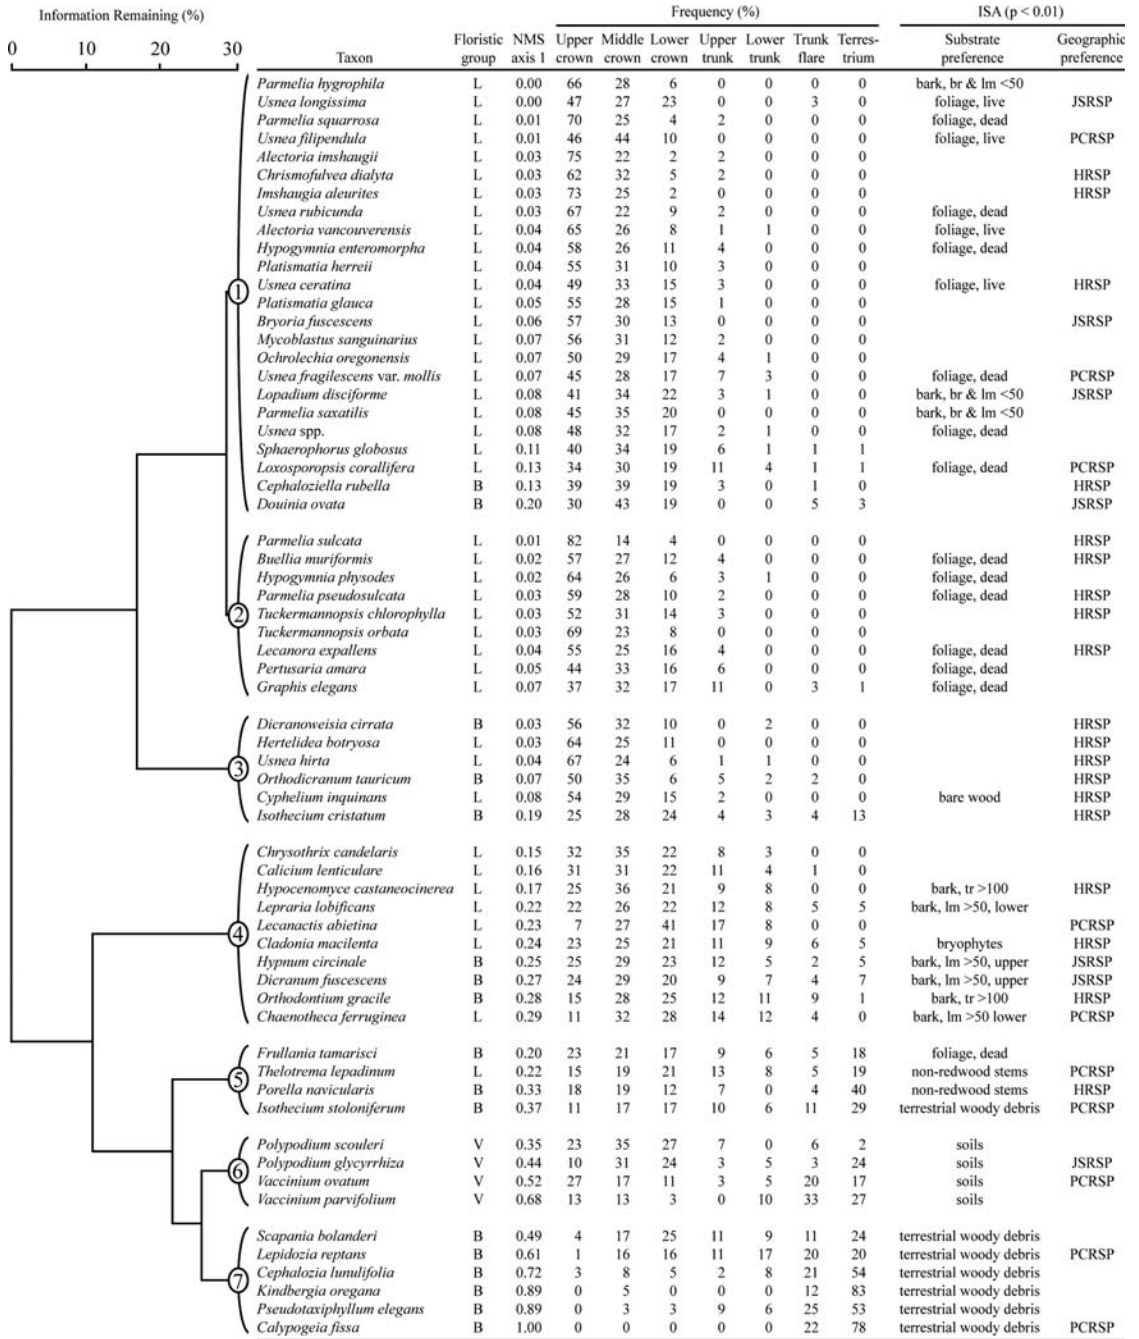 Information Remaining (%) Frequency (%) ISA (p < 0.01)
0 10 20 30 Taxon Floristic group NMS axis 1 Upper crown Middle crown Lower crown Upper trunk Lower trunk Trunk flare Terres-trium Substrate preference Geographic preference
Parmelia hygrophila L 0.00 66 28 6 0 0 0 0 bark, br & lm <50
Usnea longissima L 0.00 47 27 23 0 0 3 0 foliage, live JSRSP
Parmelia squarrosa L 0.01 70 25 4 2 0 0 0 foliage, dead
Usnea filipendula L 0.01 46 44 10 0 0 0 0 foliage, live PCRSP
Alectoria imshaugii L 0.03 75 22 2 2 0 0 0
Chrismofulvea dialyta L 0.03 62 32 5 2 0 0 0 HRSP
Imshaugia aleurites L 0.03 73 25 2 0 0 0 0 HRSP
Usnea rubicunda L 0.03 67 22 9 2 0 0 0 foliage, dead
Alectoria vancouverensis L 0.04 65 26 8 1 1 0 0 foliage, live
Hypogymnia enteromorpha L 0.04 58 26 11 4 0 0 0 foliage, dead
Platismatia herreii L 0.04 55 31 10 3 0 0 0
Usnea ceratina L 0.04 49 33 15 3 0 0 0 foliage, live HRSP
1
Platismatia glauca L 0.05 55 28 15 1 0 0 0
Bryoria fuscescens L 0.06 57 30 13 0 0 0 0 JSRSP
Mycoblastus sanguinarius L 0.07 56 31 12 2 0 0 0
Ochrolechia oregonensis L 0.07 50 29 17 4 1 0 0
Usnea fragilescens var. mollis L 0.07 45 28 17 7 3 0 0 foliage, dead PCRSP
Lopadium disciforme L 0.08 41 34 22 3 1 0 0 bark, br & lm <50 JSRSP
Parmelia saxatilis L 0.08 45 35 20 0 0 0 0 bark, br & lm <50
Usnea spp. L 0.08 48 32 17 2 1 0 0 foliage, dead
Sphaerophorus globosus L 0.11 40 34 19 6 1 1 1
Loxosporopsis corallifera L 0.13 34 30 19 11 4 1 1 foliage, dead PCRSP
Cephaloziella rubella B 0.13 39 39 19 3 0 1 0 HRSP
Douinia ovata B 0.20 30 43 19 0 0 5 3 JSRSP
Parmelia sulcata L 0.01 82 14 4 0 0 0 0 HRSP
Buellia muriformis L 0.02 57 27 12 4 0 0 0 foliage, dead HRSP
Hypogymnia physodes L 0.02 64 26 6 3 1 0 0 foliage, dead
Parmelia pseudosulcata L 0.03 59 28 10 2 0 0 0 foliage, dead HRSP
2 Tuckermannopsis chlorophylla L 0.03 52 31 14 3 0 0 0 HRSP
Tuckermannopsis orbata L 0.03 69 23 8 0 0 0 0
Lecanora expallens L 0.04 55 25 16 4 0 0 0 foliage, dead HRSP
Pertusaria amara L 0.05 44 33 16 6 0 0 0 foliage, dead
Graphis elegans L 0.07 37 32 17 11 0 3 1 foliage, dead
Dicranoweisia cirrata B 0.03 56 32 10 0 2 0 0 HRSP
Hertelidea botryosa L 0.03 64 25 11 0 0 0 0 HRSP
3 Usnea hirta L 0.04 67 24 6 1 1 0 0 HRSP
Orthodicranum tauricum B 0.07 50 35 6 5 2 2 0 HRSP
Cyphelium inquinans L 0.08 54 29 15 2 0 0 0 bare wood HRSP
Isothecium cristatum B 0.19 25 28 24 4 3 4 13 HRSP
Chrysothrix candelaris L 0.15 32 35 22 8 3 0 0
Calicium lenticulare L 0.16 31 31 22 11 4 1 0
Hypocenomyce castaneocinerea L 0.17 25 36 21 9 8 0 0 bark, tr >100 HRSP
Lepraria lobificans L 0.22 22 26 22 12 8 5 5 bark, lm >50, lower
4 Lecanactis abietina L 0.23 7 27 41 17 8 0 0 PCRSP
Cladonia macilenta L 0.24 23 25 21 11 9 6 5 bryophytes HRSP
Hypnum circinale B 0.25 25 29 23 12 5 2 5 bark, lm >50, upper JSRSP
Dicranum fuscescens B 0.27 24 29 20 9 7 4 7 bark, lm >50, upper JSRSP
Orthodontium gracile B 0.28 15 28 25 12 11 9 1 bark, tr >100 HRSP
Chaenotheca ferruginea L 0.29 11 32 28 14 12 4 0 bark, lm >50 lower PCRSP
Frullania tamarisci B 0.20 23 21 17 9 6 5 18 foliage, dead
5 Thelotrema lepadinum L 0.22 15 19 21 13 8 5 19 non-redwood stems PCRSP
Porella navicularis B 0.33 18 19 12 7 0 4 40 non-redwood stems HRSP
Isothecium stoloniferum B 0.37 11 17 17 10 6 11 29 terrestrial woody debris PCRSP
Polypodium scouleri V 0.35 23 35 27 7 0 6 2 soils
6 Polypodium glycyrrhiza V 0.44 10 31 24 3 5 3 24 soils JSRSP
Vaccinium ovatum V 0.52 27 17 11 3 5 20 17 soils PCRSP
Vaccinium parvifolium V 0.68 13 13 3 0 10 33 27 soils
Scapania bolanderi B 0.49 4 17 25 11 9 11 24 terrestrial woody debris
Lepidozia reptans B 0.61 1 16 16 11 17 20 20 terrestrial woody debris PCRSP
7 Cephalozia lunulifolia B 0.72 3 8 5 2 8 21 54 terrestrial woody debris
Kindbergia oregana B 0.89 0 5 0 0 0 12 83 terrestrial woody debris
Pseudotaxiphyllum elegans B 0.89 0 3 3 9 6 25 53 terrestrial woody debris
Calypogeia fissa B 1.00 0 0 0 0 0 22 78 terrestrial woody debris PCRSP